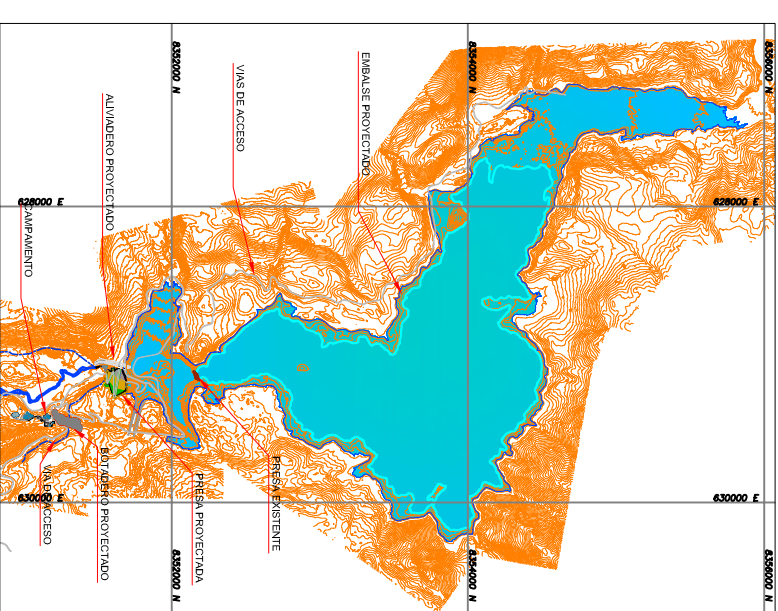 8352000 N
8354000 N
8356000 N
EMBALSE PROYECTADO
VIAS DE ACCESO
ALIVIADERO PROYECTADO
628000 E
628000 E
CAMPAMENTO
PRESA EXISTENTE
PRESA PROYECTADA
BOTADERO PROYECTADO
VIA DE ACCESO
630000 E
630000 E
8352000 N
8354000 N
8356000 N